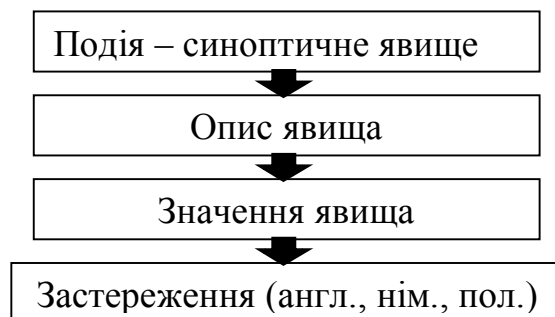 Подія – синоптичне явище
Опис явища
Значення явища
Застереження (англ., нім., пол.)